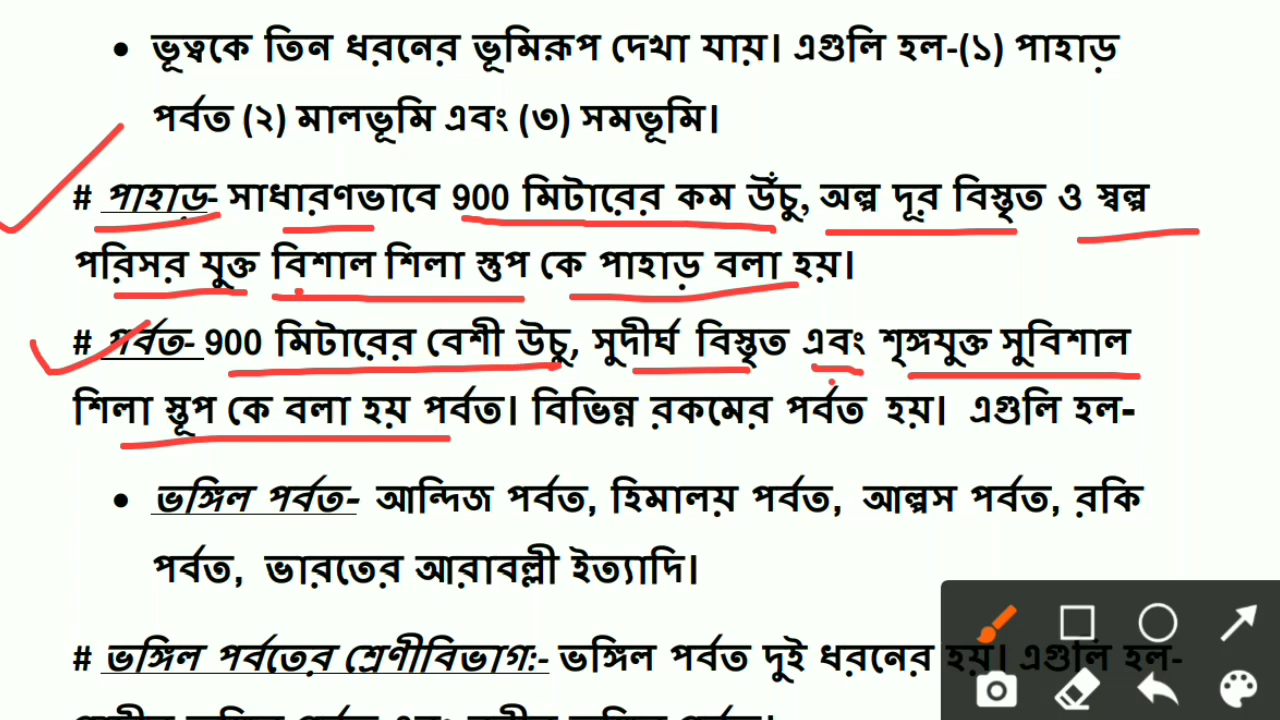 • ভূত্বকে তিন ধরনের ভূমিরূপ দেখা যায়। এগুলি হল-(১) পাহাড়
পর্বত (২) মালভূমি এবং (৩) সমভূমি।
# পাহাড়- সাধারণভাবে 900 মিটারের কম উঁচু, অল্প দূর বিস্তৃত ও স্বল্প
পরিসর যুক্ত বিশাল শিলা স্তুপ কে পাহাড় বলা হয়।
# পর্বত- 900 মিটারের বেশী উচু, সুদীর্ঘ বিস্তৃত এবং শৃঙ্গযুক্ত সুবিশাল
শিলা স্তূপ কে বলা হয় পর্বত। বিভিন্ন রকমের পর্বত হয়। এগুলি হল-
• ভঙ্গিল পর্বত- আন্দিজ পর্বত, হিমালয় পর্বত, আল্পস পর্বত, রকি
পর্বত, ভারতের আরাবল্লী ইত্যাদি।
# ভঙ্গিল পর্বতের শ্রেণীবিভাগ:- ভঙ্গিল পর্বত দুই ধরনের হয়। এগুলি হল-